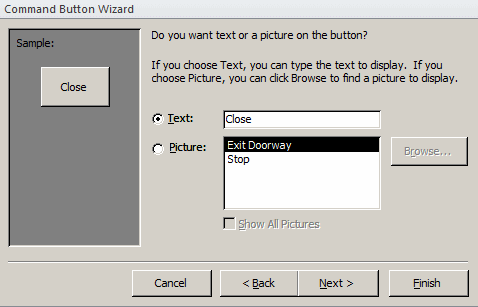 Command Button Wizard
Sample:
Close
Do you want text or a picture on the button?
If you choose Text, you can type the text to display.  If you
choose Picture, you can click Browse to find a picture to display.
Text:
Close
Picture:
Exit Doorway
Stop
Browse...
Show All Pictures
Cancel
< Back
Next >
Finish